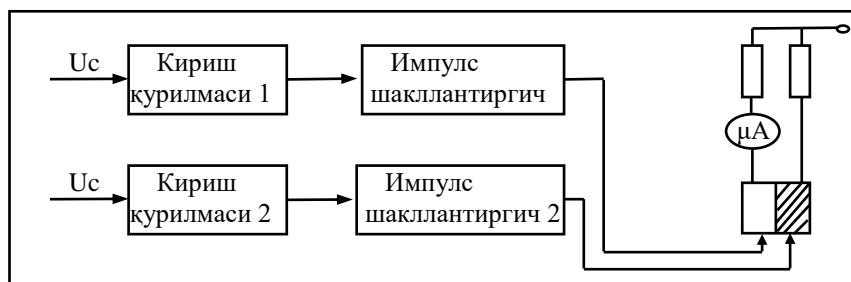 Uc
Кириш
қурилмаси 1
Импулс
шакллантиргич
μA
Uc
Кириш
қурилмаси 2
Импулс
шакллантиргич 2